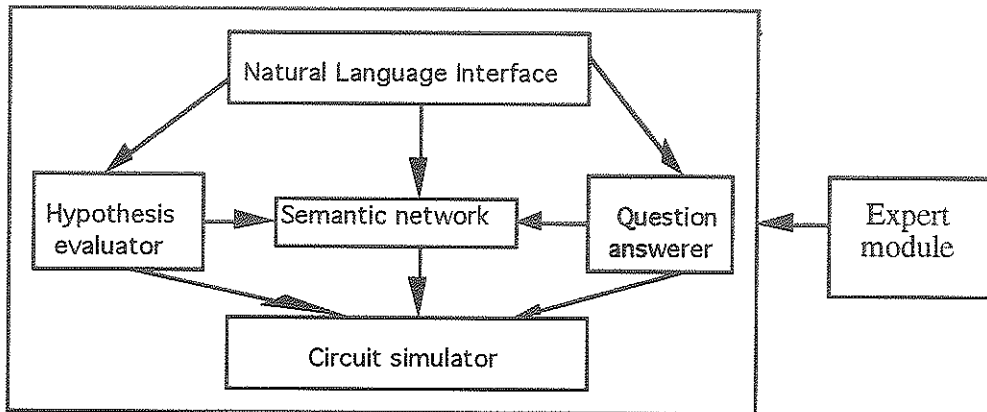 Natural Language Interface
Hypothesis
evaluator
Semantic network
Question
answerer
Expert
module
Circuit simulator